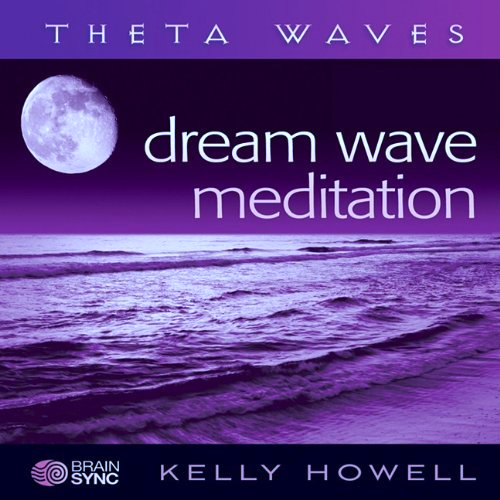 THETA WAVES
dream wave
meditation
BRAIN
SYNC
KELLY HOWELL